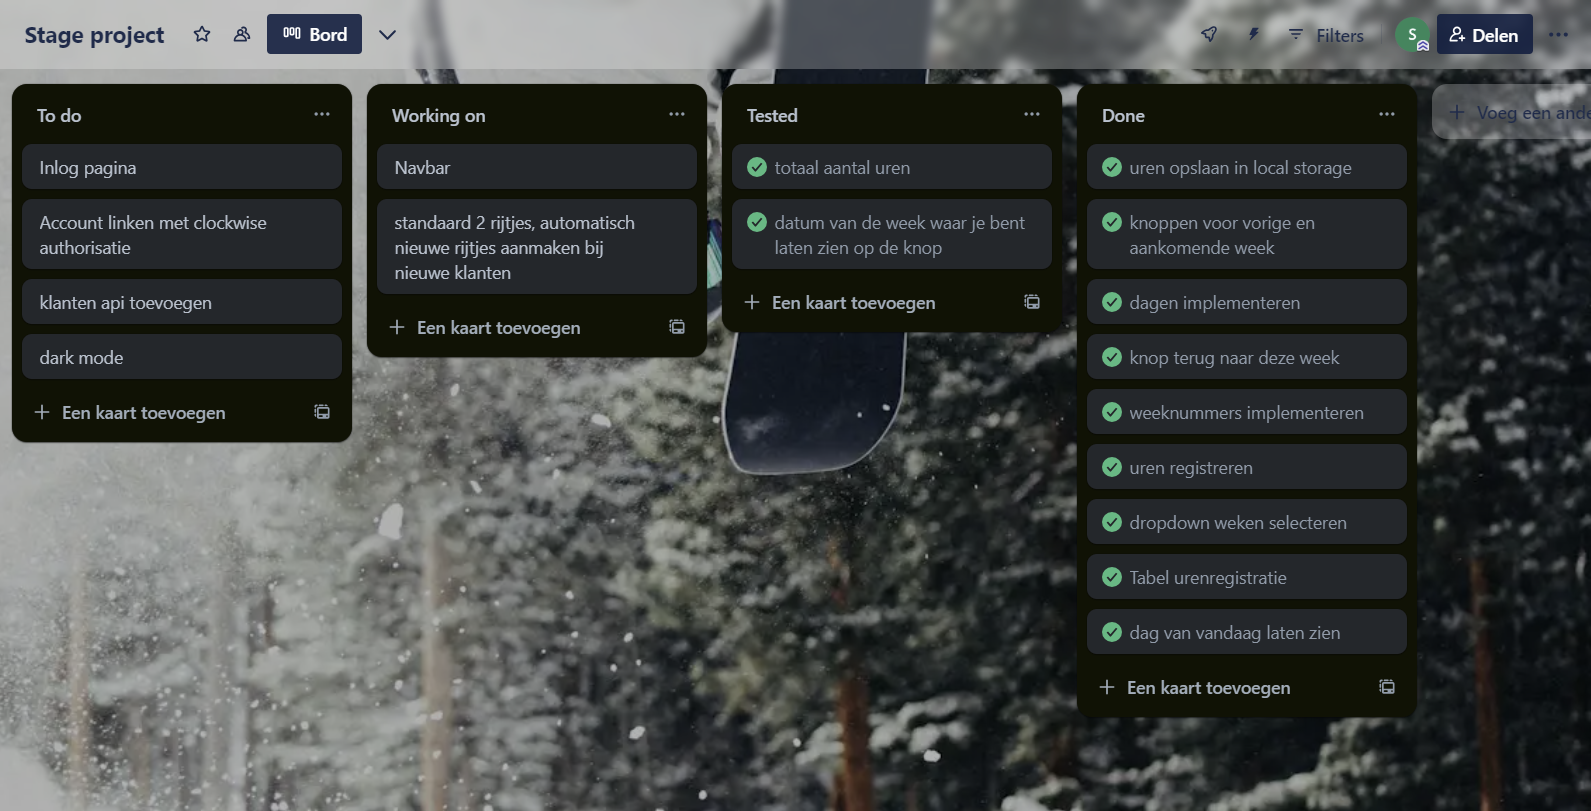 Stage project
Bord
Filters
S
Delen
To do
Inlog pagina
Account linken met clockwise
authorisatie
klanten api toevoegen
dark mode
Een kaart toevoegen
Working on
Navbar
standaard 2 rijtjes, automatisch
nieuwe rijtjes aanmaken bij
nieuwe klanten
Een kaart toevoegen
Tested
totaal aantal uren
datum van de week waar je bent
laten zien op de knop
Een kaart toevoegen
Done
uren opslaan in local storage
knoppen voor vorige en
aankomende week
dagen implementeren
knop terug naar deze week
weeknummers implementeren
uren registreren
dropdown weken selecteren
Tabel urenregistratie
dag van vandaag laten zien
Een kaart toevoegen
Voeg een ande